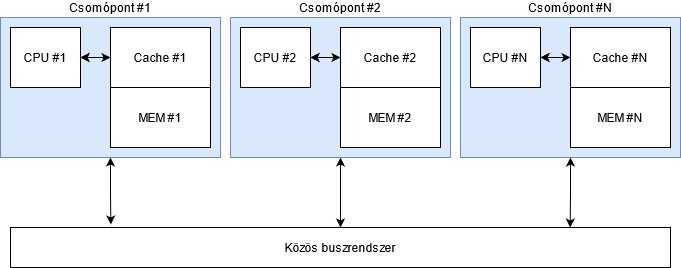 Csomópont #1
Csomópont #2
Csomópont #N
CPU #1
Cache #1
MEM #1
CPU #2
Cache #2
MEM #2
CPU #N
Cache #N
MEM #N
Közös buszrendszer